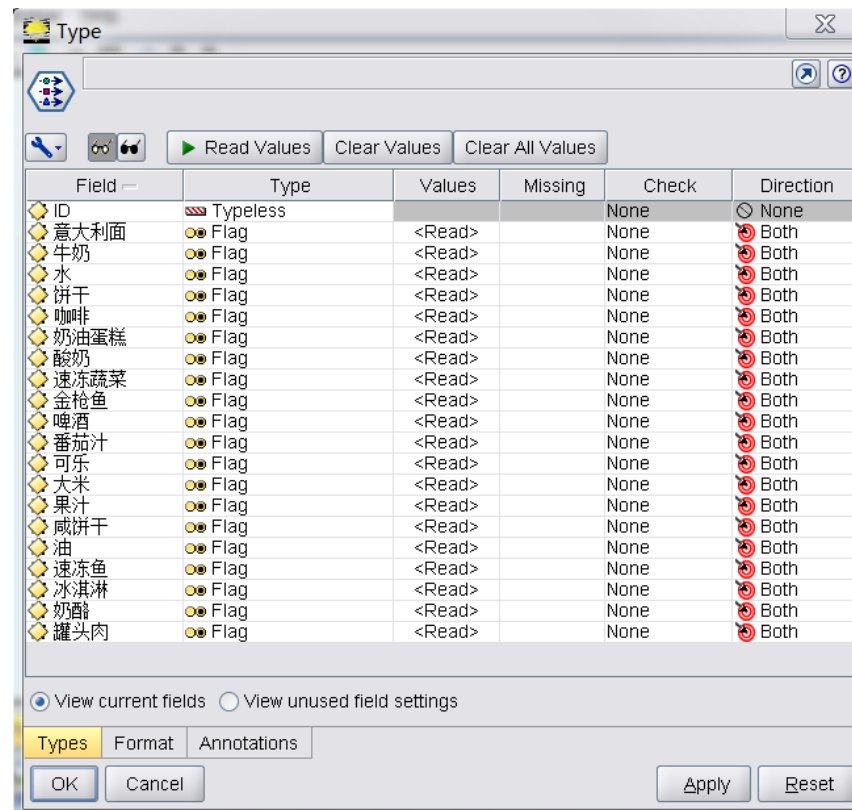 Type
Read Values Clear Values Clear All Values
Field Type Values Missing Check Direction
ID Typeless None None
意大利面 Flag <Read> None Both
牛奶 Flag <Read> None Both
水 Flag <Read> None Both
饼干 Flag <Read> None Both
咖啡 Flag <Read> None Both
奶油蛋糕 Flag <Read> None Both
酸奶 Flag <Read> None Both
速冻蔬菜 Flag <Read> None Both
金枪鱼 Flag <Read> None Both
啤酒 Flag <Read> None Both
番茄汁 Flag <Read> None Both
可乐 Flag <Read> None Both
大米 Flag <Read> None Both
果汁 Flag <Read> None Both
咸饼干 Flag <Read> None Both
油 Flag <Read> None Both
速冻鱼 Flag <Read> None Both
冰淇淋 Flag <Read> None Both
奶酪 Flag <Read> None Both
罐头肉 Flag <Read> None Both
View current fields View unused field settings
Types Format Annotations
OK Cancel Apply Reset